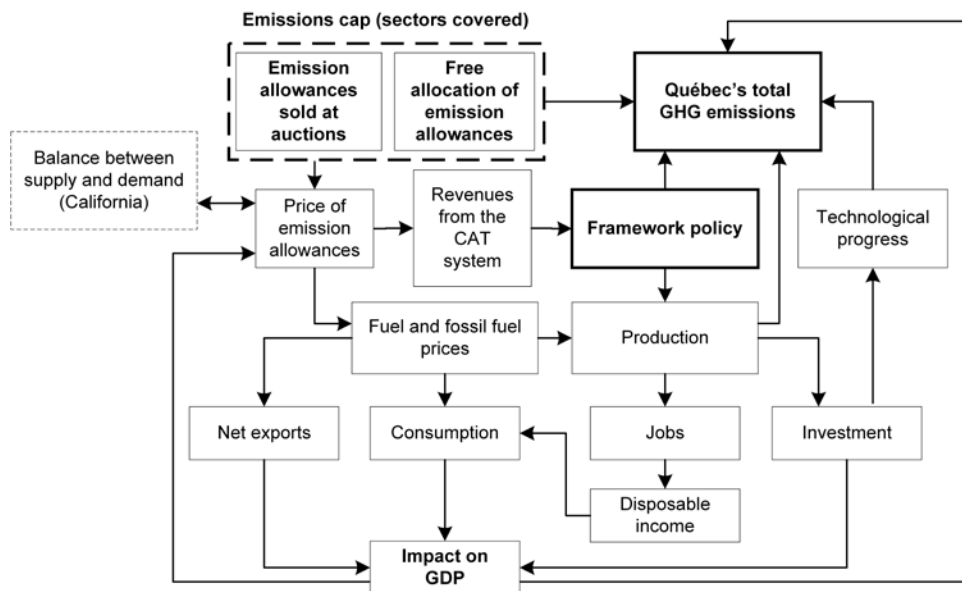 Emissions cap (sectors covered)
Emission
allowances
sold at
auctions
Free
allocation of
emission
allowances
Québec's total
GHG emissions
Balance between
supply and demand
(California)
Price of
emission
allowances
Revenues
from the
CAT
system
Framework policy
Technological
progress
Fuel and fossil fuel
prices
Production
Net exports
Consumption
Jobs
Investment
Disposable
income
Impact on
GDP